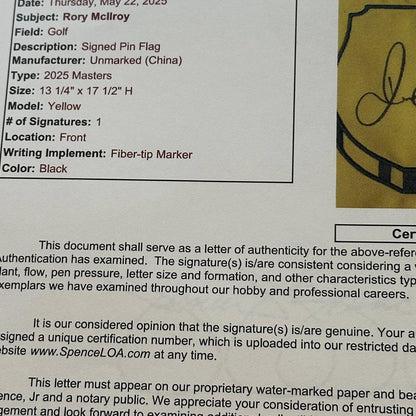 Date: Thursday, May 22, 2025
Subject: Rory McIlroy
Field: Golf
Description: Signed Pin Flag
Manufacturer: Unmarked (China)
Type: 2025 Masters
Size: 13 1/4" x 17 1/2" H
Model: Yellow
# of Signatures: 1
Location: Front
Writing Implement: Fiber-tip Marker
Color: Black
Cer
This document shall serve as a letter of authenticity for the above-refer
Authentication has examined. The signature(s) is/are consistent considering a
lant, flow, pen pressure, letter size and formation, and other characteristics typ
xemplars we have examined throughout our hobby and professional careers.
It is our considered opinion that the signature(s) is/are genuine. Your a
signed a unique certification number, which is uploaded into our restricted da
ebsite www.SpenceLOA.com at any time.
This letter must appear on our proprietary water-marked paper and be
ence, Jr and a notary public. We appreciate your consideration of entrusting
gement and look forward to examining